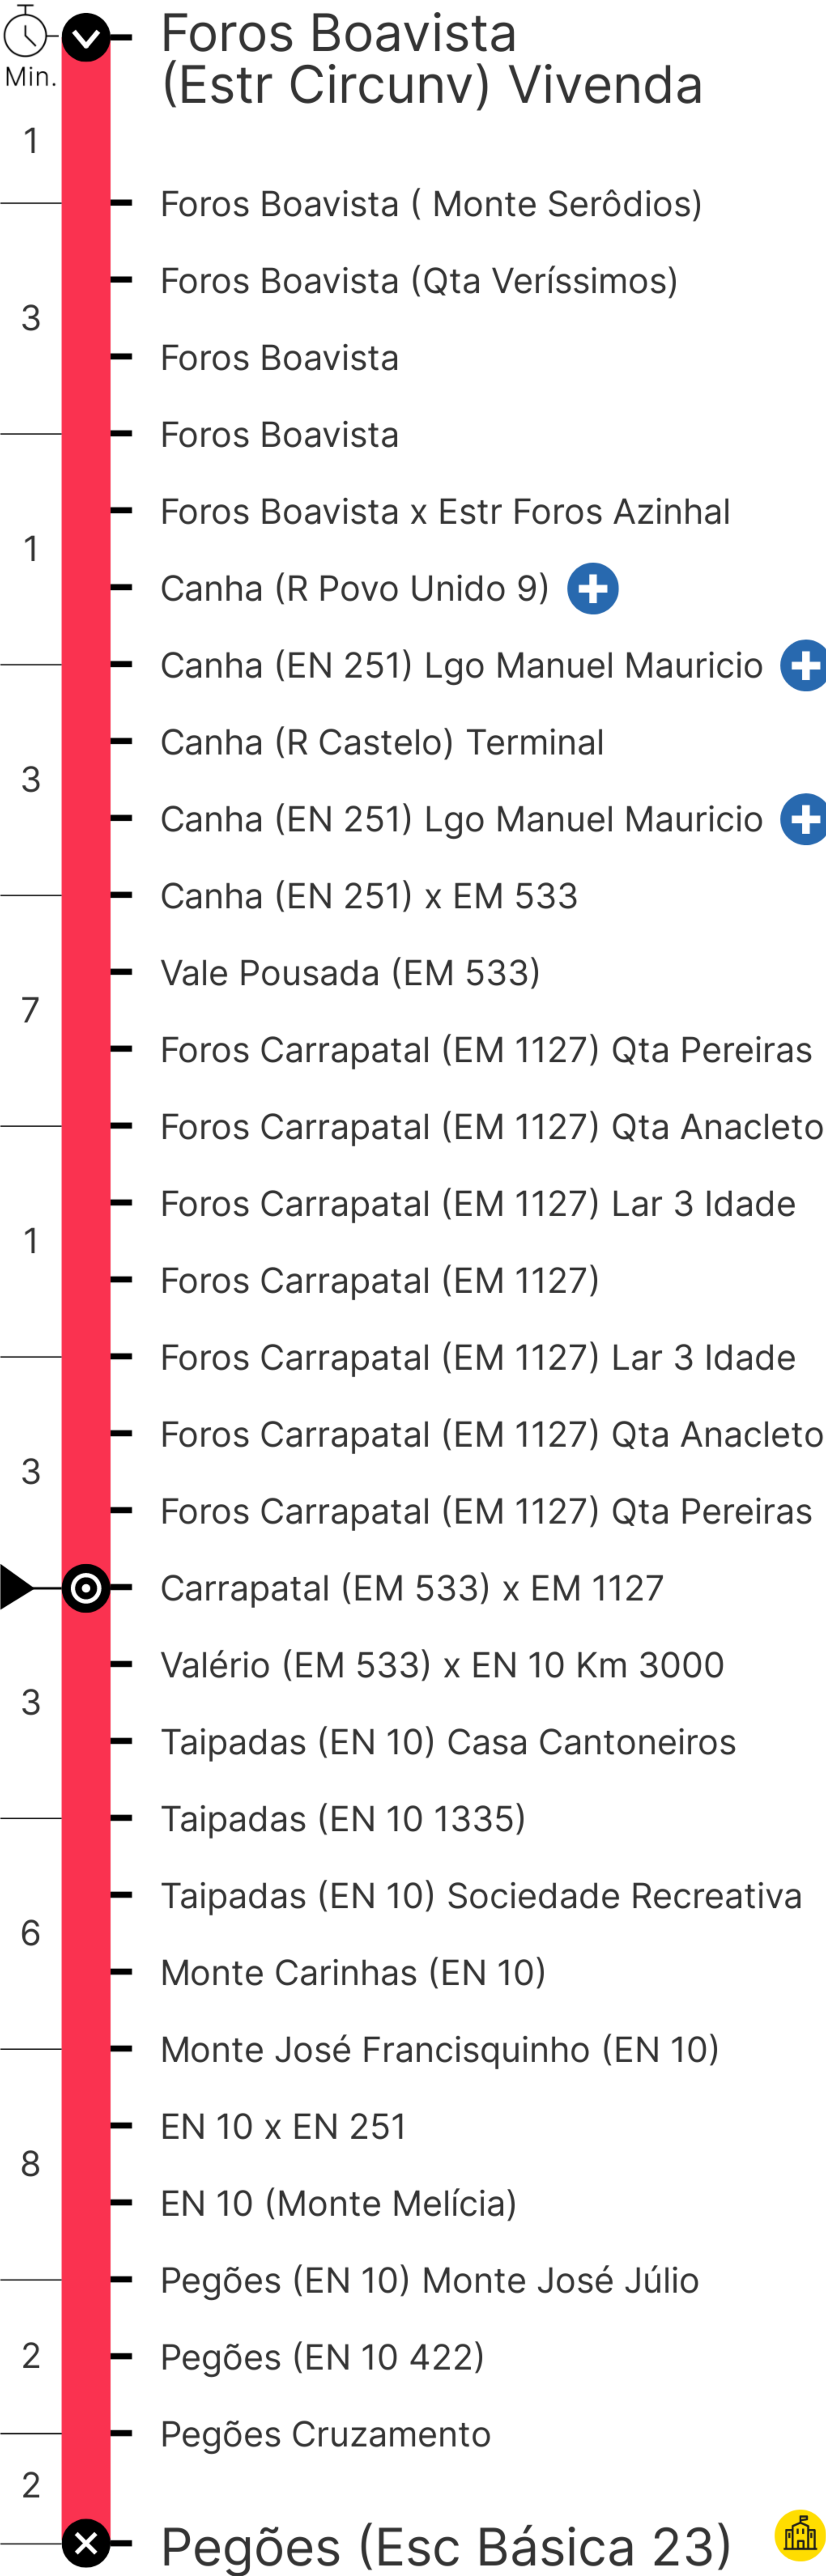 Foros Boavista
(Estr Circunv) Vivenda
Min.
1
Foros Boavista ( Monte Serôdios)
Foros Boavista (Qta Veríssimos)
3
Foros Boavista
Foros Boavista
Foros Boavista x Estr Foros Azinhal
1
Canha (R Povo Unido 9)
Canha (EN 251) Lgo Manuel Mauricio
Canha (R Castelo) Terminal
3
Canha (EN 251) Lgo Manuel Mauricio
Canha (EN 251) x EM 533
Vale Pousada (EM 533)
7
Foros Carrapatal (EM 1127) Qta Pereiras
Foros Carrapatal (EM 1127) Qta Anacleto
Foros Carrapatal (EM 1127) Lar 3 Idade
1
Foros Carrapatal (EM 1127)
Foros Carrapatal (EM 1127) Lar 3 Idade
Foros Carrapatal (EM 1127) Qta Anacleto
3
Foros Carrapatal (EM 1127) Qta Pereiras
Carrapatal (EM 533) x EM 1127
Valério (EM 533) x EN 10 Km 3000
3
Taipadas (EN 10) Casa Cantoneiros
Taipadas (EN 10 1335)
Taipadas (EN 10) Sociedade Recreativa
6
Monte Carinhas (EN 10)
Monte José Francisquinho (EN 10)
EN 10 x EN 251
8
EN 10 (Monte Melícia)
Pegões (EN 10) Monte José Júlio
2
Pegões (EN 10 422)
Pegões Cruzamento
2
Pegões (Esc Básica 23)